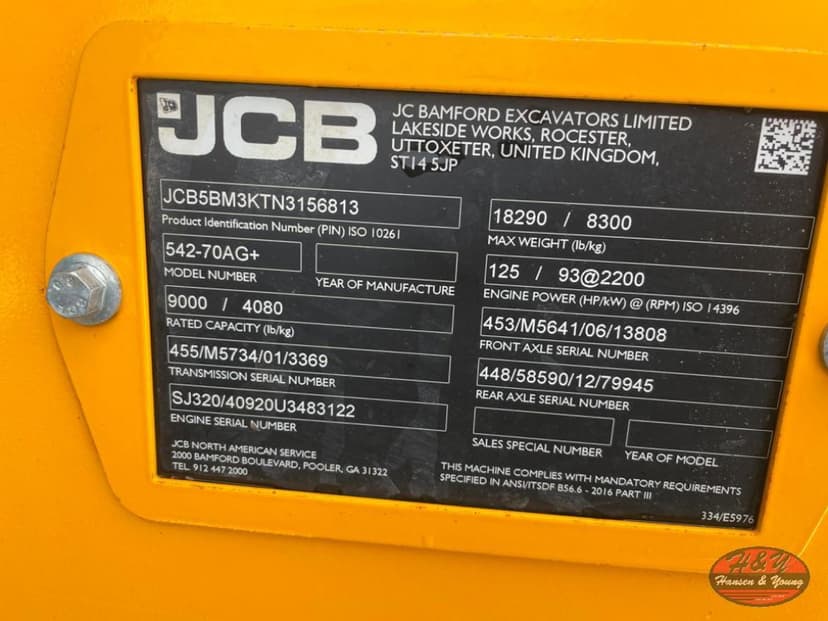 JCB
JC BAMFORD EXCAVATORS LIMITED
LAKESIDE WORKS, ROCESTER,
UTTOXETER, UNITED KINGDOM,
ST14 5JP
JCB5BM3KTN3156813
Product Identification Number (PIN) ISO 10261
542-70AG+
MODEL NUMBER
YEAR OF MANUFACTURE
9000 / 4080
RATED CAPACITY (lb/kg)
455/M5734/01/3369
TRANSMISSION SERIAL NUMBER
SJ320/40920U3483122
ENGINE SERIAL NUMBER
JCB NORTH AMERICAN SERVICE
2000 BAMFORD BOULEVARD, POOLER, GA 31322
TEL. 912 447 2000
18290 / 8300
MAX WEIGHT (lb/kg)
125 / 93@2200
ENGINE POWER (HP/kW) @ (RPM) ISO 14396
453/M5641/06/13808
FRONT AXLE SERIAL NUMBER
448/58590/12/79945
REAR AXLE SERIAL NUMBER
SALES SPECIAL NUMBER
YEAR OF MODEL
THIS MACHINE COMPLIES WITH MANDATORY REQUIREMENTS
SPECIFIED IN ANSI/ITSDF B56.6 - 2016 PART III
334/E5976
H&Y
Hansen & Young